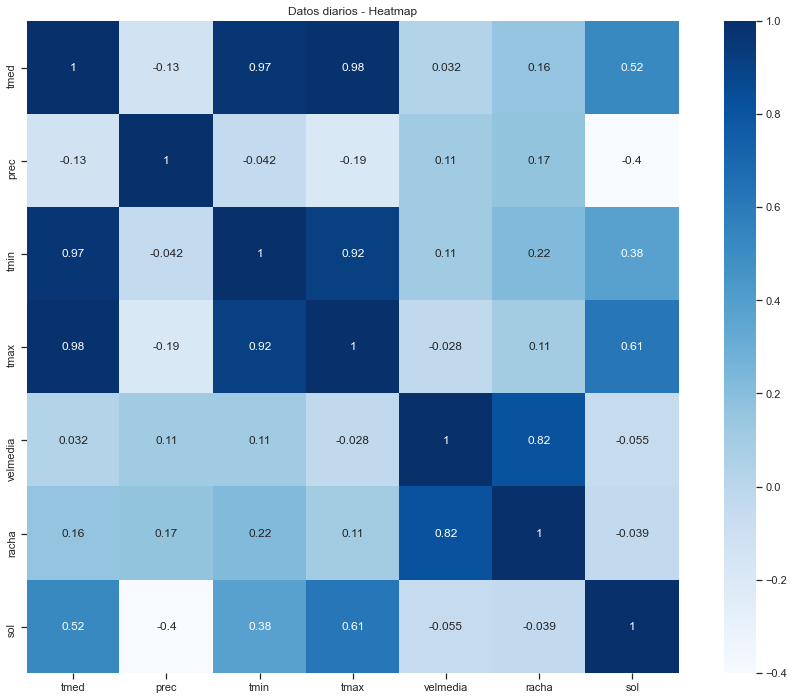 Datos diarios - Heatmap
tmed 1 -0.13 0.97 0.98 0.032 0.16 0.52
prec -0.13 1 -0.042 -0.19 0.11 0.17 -0.4
tmin 0.97 -0.042 1 0.92 0.11 0.22 0.38
tmax 0.98 -0.19 0.92 1 -0.028 0.11 0.61
velmedia 0.032 0.11 0.11 -0.028 1 0.82 -0.055
racha 0.16 0.17 0.22 0.11 0.82 1 -0.039
sol 0.52 -0.4 0.38 0.61 -0.055 -0.039 1
tmed prec tmin tmax velmedia racha sol
1.0
0.8
0.6
0.4
0.2
0.0
−0.2
−0.4